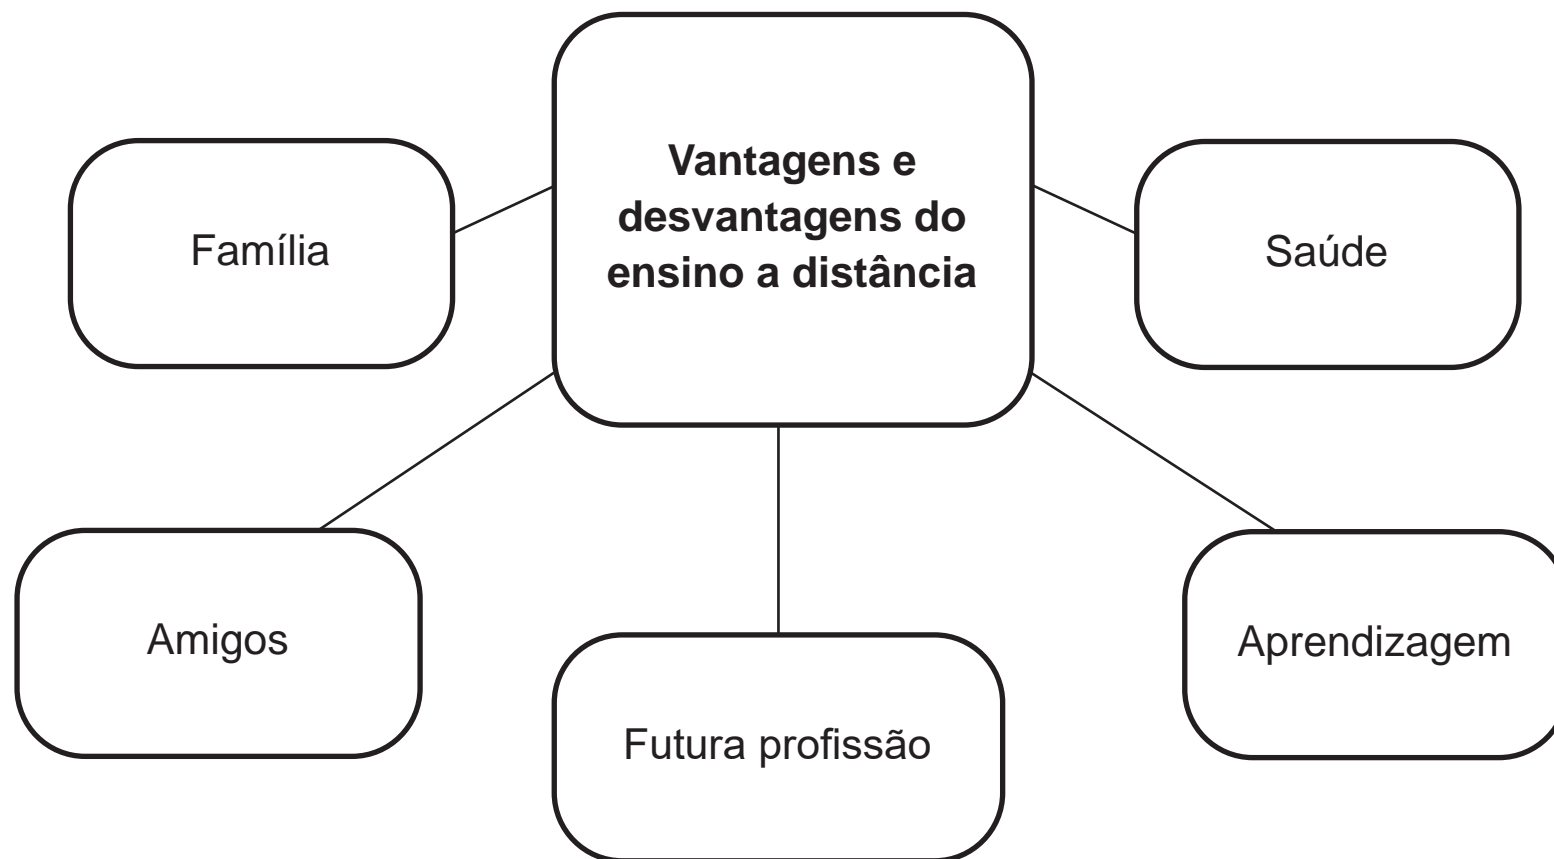 Vantagens e
desvantagens do
ensino a distância
Família
Saúde
Amigos
Aprendizagem
Futura profissão